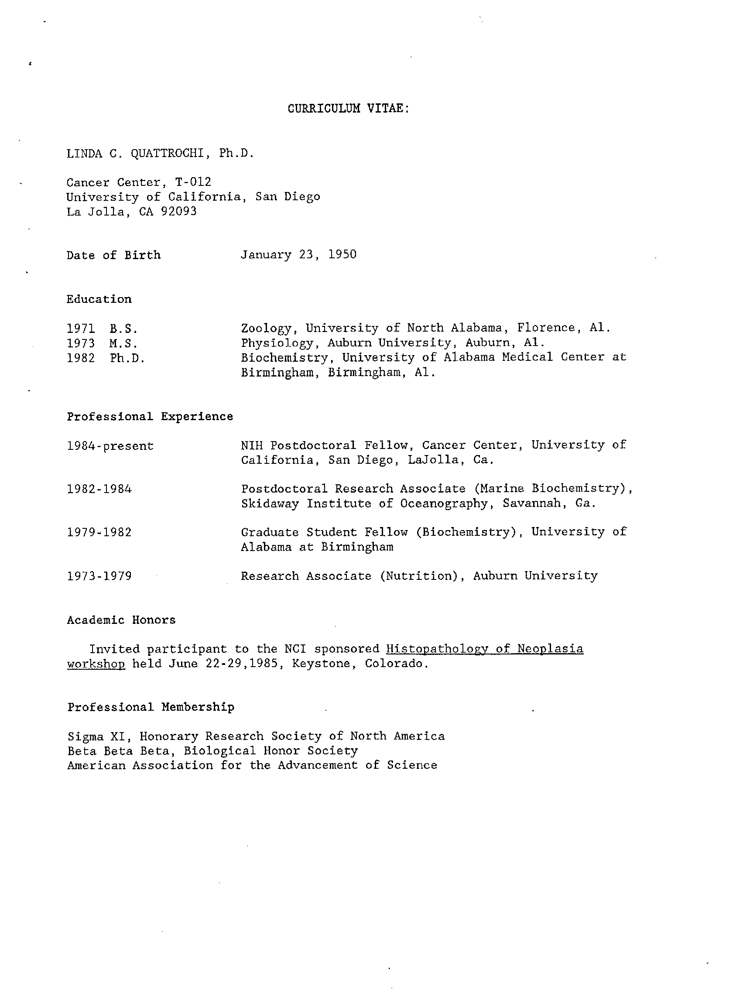 CURRICULUM VITAE:
LINDA C. QUATTROCHI, Ph.D.
Cancer Center, T-012
University of California, San Diego
La Jolla, CA 92093
Date of Birth January 23, 1950
Education
1971 B.S. Zoology, University of North Alabama, Florence, Al.
1973 M.S. Physiology, Auburn University, Auburn, Al.
1982 Ph.D. Biochemistry, University of Alabama Medical Center at
Birmingham, Birmingham, Al.
Professional Experience
1984-present NIH Postdoctoral Fellow, Cancer Center, University of
California, San Diego, LaJolla, Ca.
1982-1984 Postdoctoral Research Associate (Marine Biochemistry),
Skidaway Institute of Oceanography, Savannah, Ga.
1979-1982 Graduate Student Fellow (Biochemistry), University of
Alabama at Birmingham
1973-1979 Research Associate (Nutrition), Auburn University
Academic Honors
Invited participant to the NCI sponsored Histopathology of Neoplasia
workshop held June 22-29,1985, Keystone, Colorado.
Professional Membership
Sigma XI, Honorary Research Society of North America
Beta Beta Beta, Biological Honor Society
American Association for the Advancement of Science